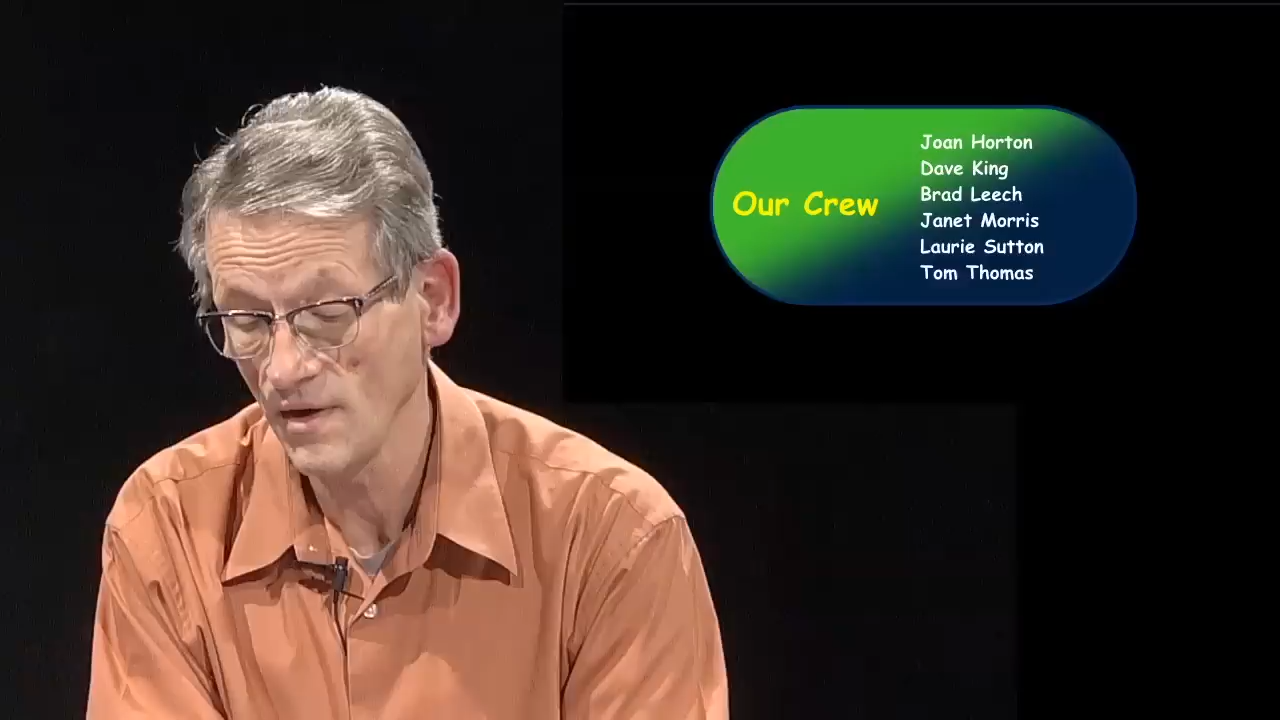 Our Crew
Joan Horton
Dave King
Brad Leech
Janet Morris
Laurie Sutton
Tom Thomas